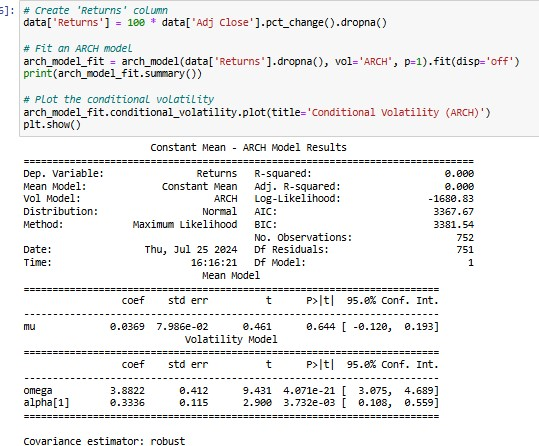 5]: # Create 'Returns' column
data['Returns'] = 100 * data['Adj Close'].pct_change().dropna()
# Fit an ARCH model
arch_model_fit = arch_model(data['Returns'].dropna(), vol='ARCH', p=1).fit(disp='off')
print(arch_model_fit.summary())
# Plot the conditional volatility
arch_model_fit.conditional_volatility.plot(title='Conditional Volatility (ARCH)')
plt.show()
Constant Mean - ARCH Model Results
==============================================================================
Dep. Variable: Returns R-squared: 0.000
Mean Model: Constant Mean Adj. R-squared: 0.000
Vol Model: ARCH Log-Likelihood: -1680.83
Distribution: Normal AIC: 3367.67
Method: Maximum Likelihood BIC: 3381.54
No. Observations: 752
Date: Thu, Jul 25 2024 Df Residuals: 751
Time: 16:16:21 Df Model: 1
Mean Model
==========================================================================
coef std err t P>|t| 95.0% Conf. Int.
--------------------------------------------------------------------------
mu 0.0369 7.986e-02 0.461 0.644 [ -0.120, 0.193]
Volatility Model
==========================================================================
coef std err t P>|t| 95.0% Conf. Int.
--------------------------------------------------------------------------
omega 3.8822 0.412 9.431 4.071e-21 [ 3.075, 4.689]
alpha[1] 0.3336 0.115 2.900 3.732e-03 [ 0.108, 0.559]
==========================================================================
Covariance estimator: robust